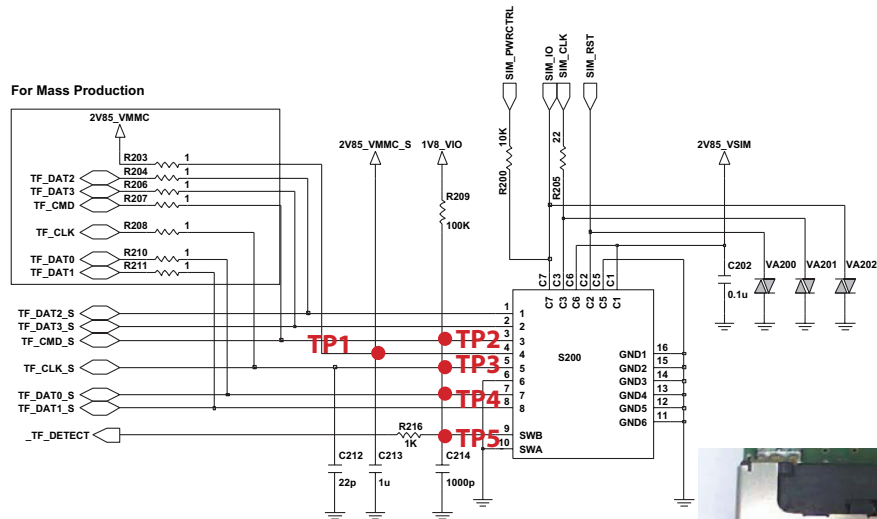 For Mass Production
2V85_VMMC
R203 1
R204 1
TF_DAT2
R206 1
TF_DAT3
R207 1
TF_CMD
R208 1
TF_CLK
R210 1
TF_DAT0
R211 1
TF_DAT1
2V85_VMMC_S
1V8_VIO
R209
100K
SIM_PWRCTRL
SIM_IO
SIM_CLK
SIM_RST
10K
R200
22
R205
2V85_VSIM
C202
0.1u
VA200
VA201
VA202
C7 C3 C6 C2 C5 C1
C7 C3 C6 C2 C5 C1
S200
TF_DAT2_S 1 1
TF_DAT3_S 2 2
TF_CMD_S 3 3
TP1
TP2
4 4
TF_CLK_S TP3 5 5
6 6
TF_DAT0_S 7 7
TP4
TF_DAT1_S 8 8
_TF_DETECT R216 TP5 9 SWB
1K
10 SWA
GND1 16
GND2 15
GND3 14
GND4 13
GND5 12
GND6 11
C212
22p
C213
1u
C214
1000p